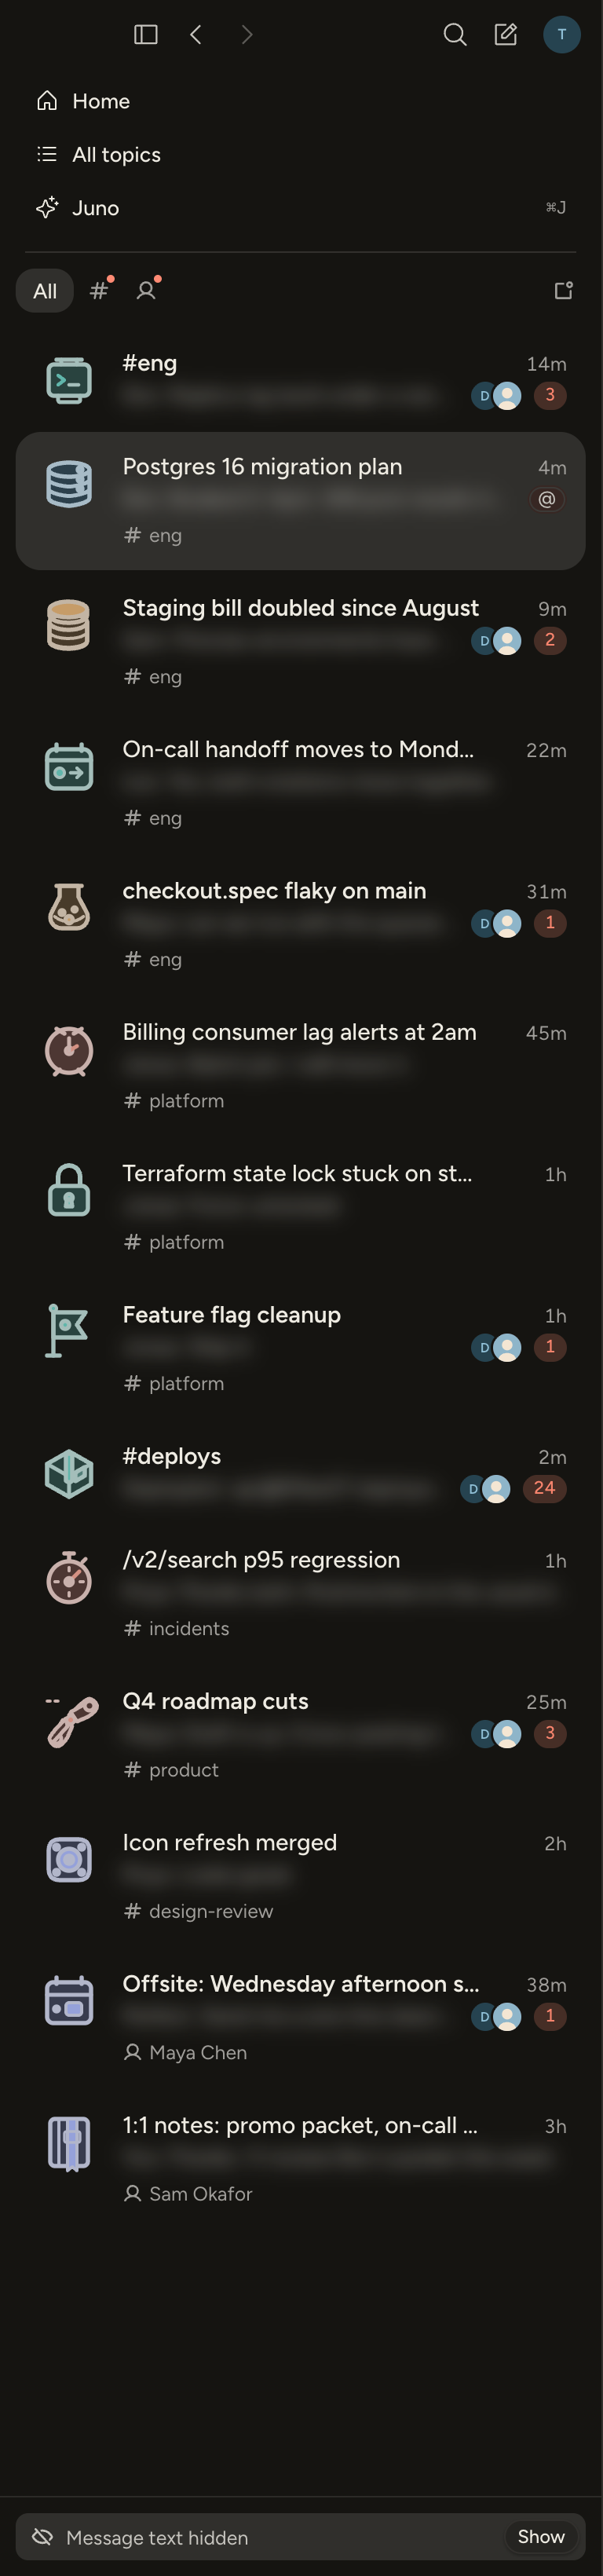 T
Home
All topics
Juno ⌘J
All
#eng 14m
D 3
Postgres 16 migration plan 4m
@
# eng
Staging bill doubled since August 9m
D 2
# eng
On-call handoff moves to Mond... 22m
# eng
checkout.spec flaky on main 31m
D 1
# eng
Billing consumer lag alerts at 2am 45m
# platform
Terraform state lock stuck on st... 1h
# platform
Feature flag cleanup 1h
D 1
# platform
#deploys 2m
D 24
/v2/search p95 regression 1h
# incidents
Q4 roadmap cuts 25m
D 3
# product
Icon refresh merged 2h
# design-review
Offsite: Wednesday afternoon s... 38m
D 1
Maya Chen
1:1 notes: promo packet, on-call ... 3h
Sam Okafor
Message text hidden Show